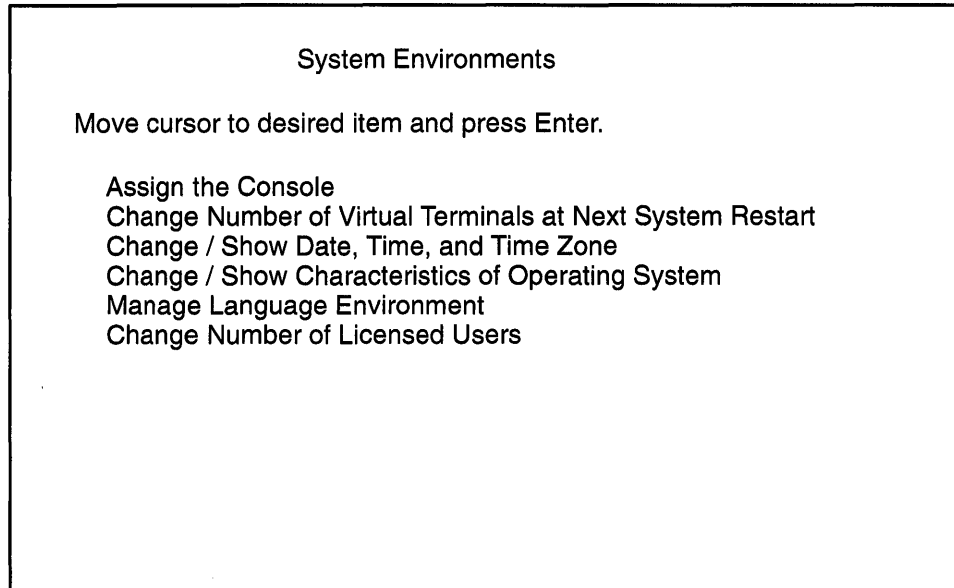 System Environments
Move cursor to desired item and press Enter.
Assign the Console
Change Number of Virtual Terminals at Next System Restart
Change / Show Date, Time, and Time Zone
Change / Show Characteristics of Operating System
Manage Language Environment
Change Number of Licensed Users